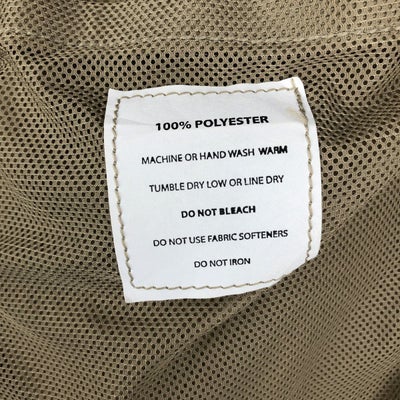 100% POLYESTER
MACHINE OR HAND WASH WARM
TUMBLE DRY LOW OR LINE DRY
DO NOT BLEACH
DO NOT USE FABRIC SOFTENERS
DO NOT IRON